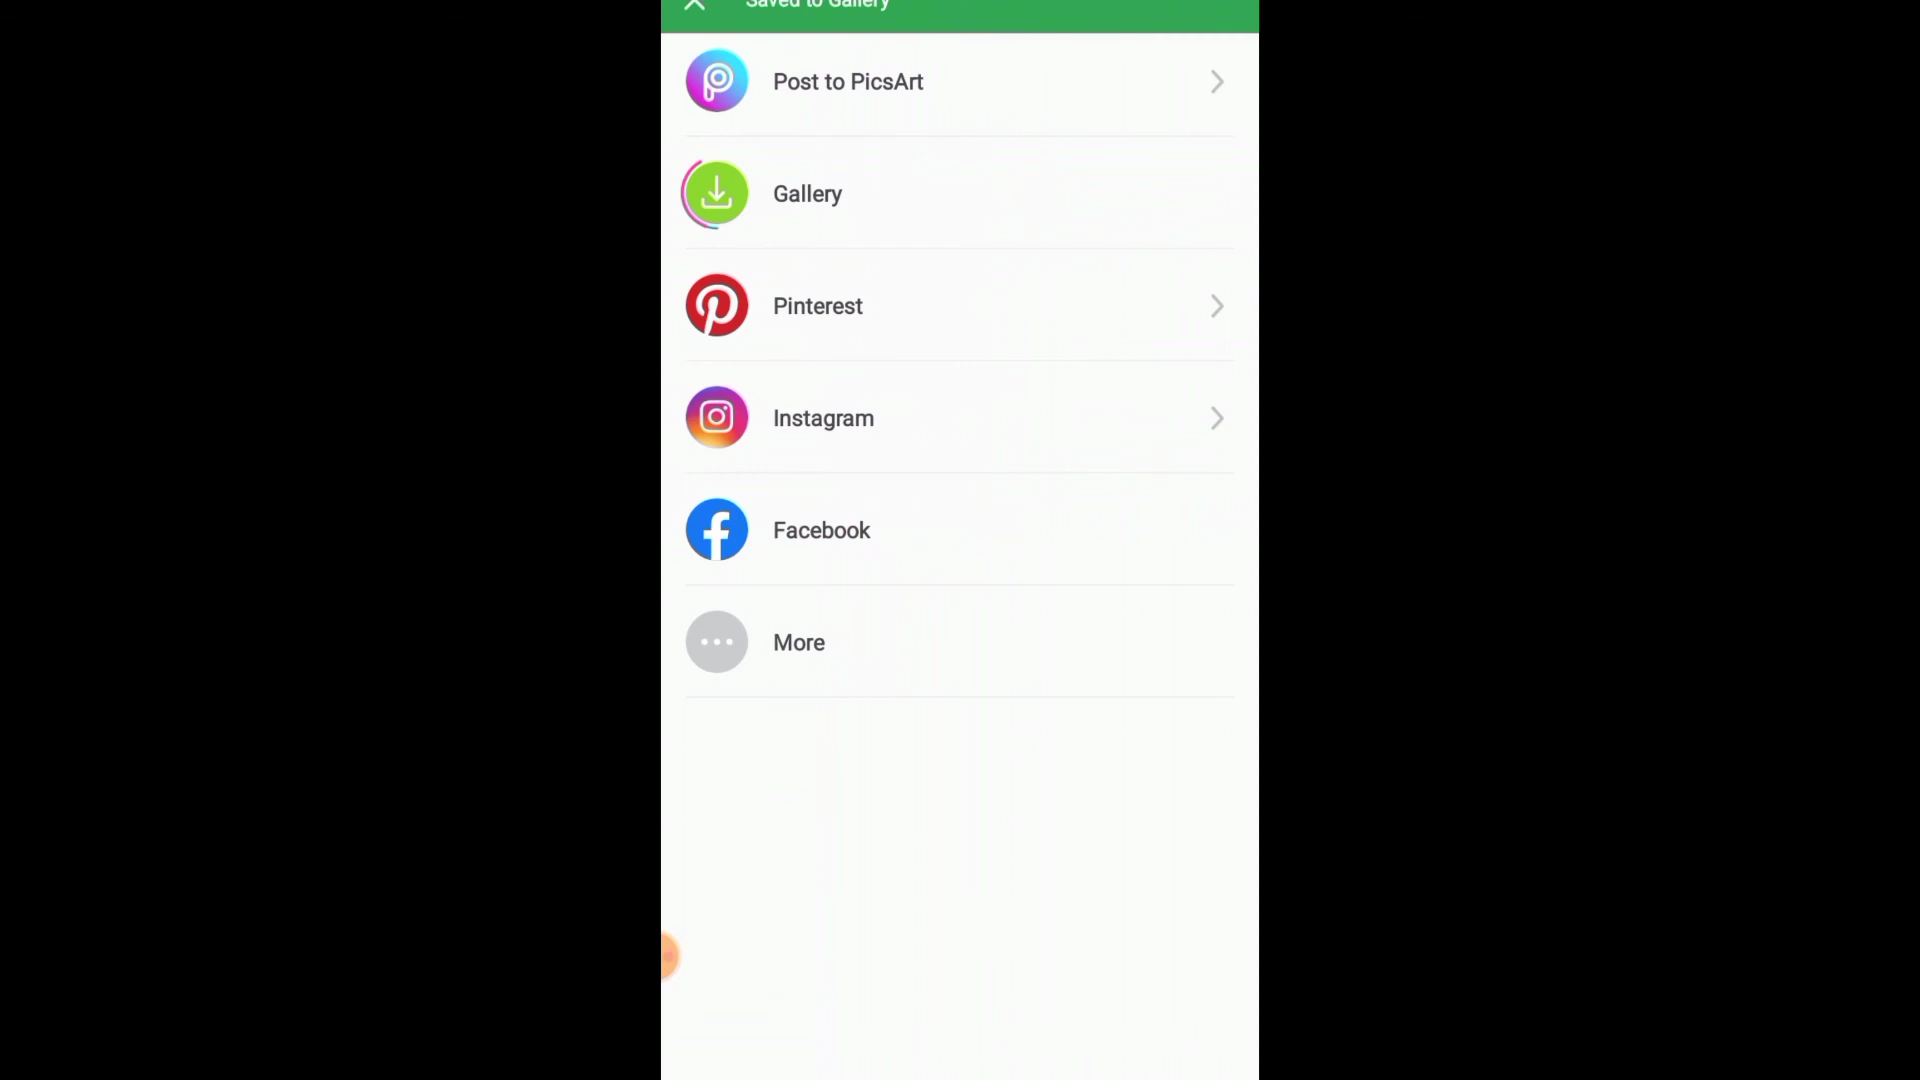 Saved to Gallery
Post to PicsArt
Gallery
Pinterest
Instagram
Facebook
More